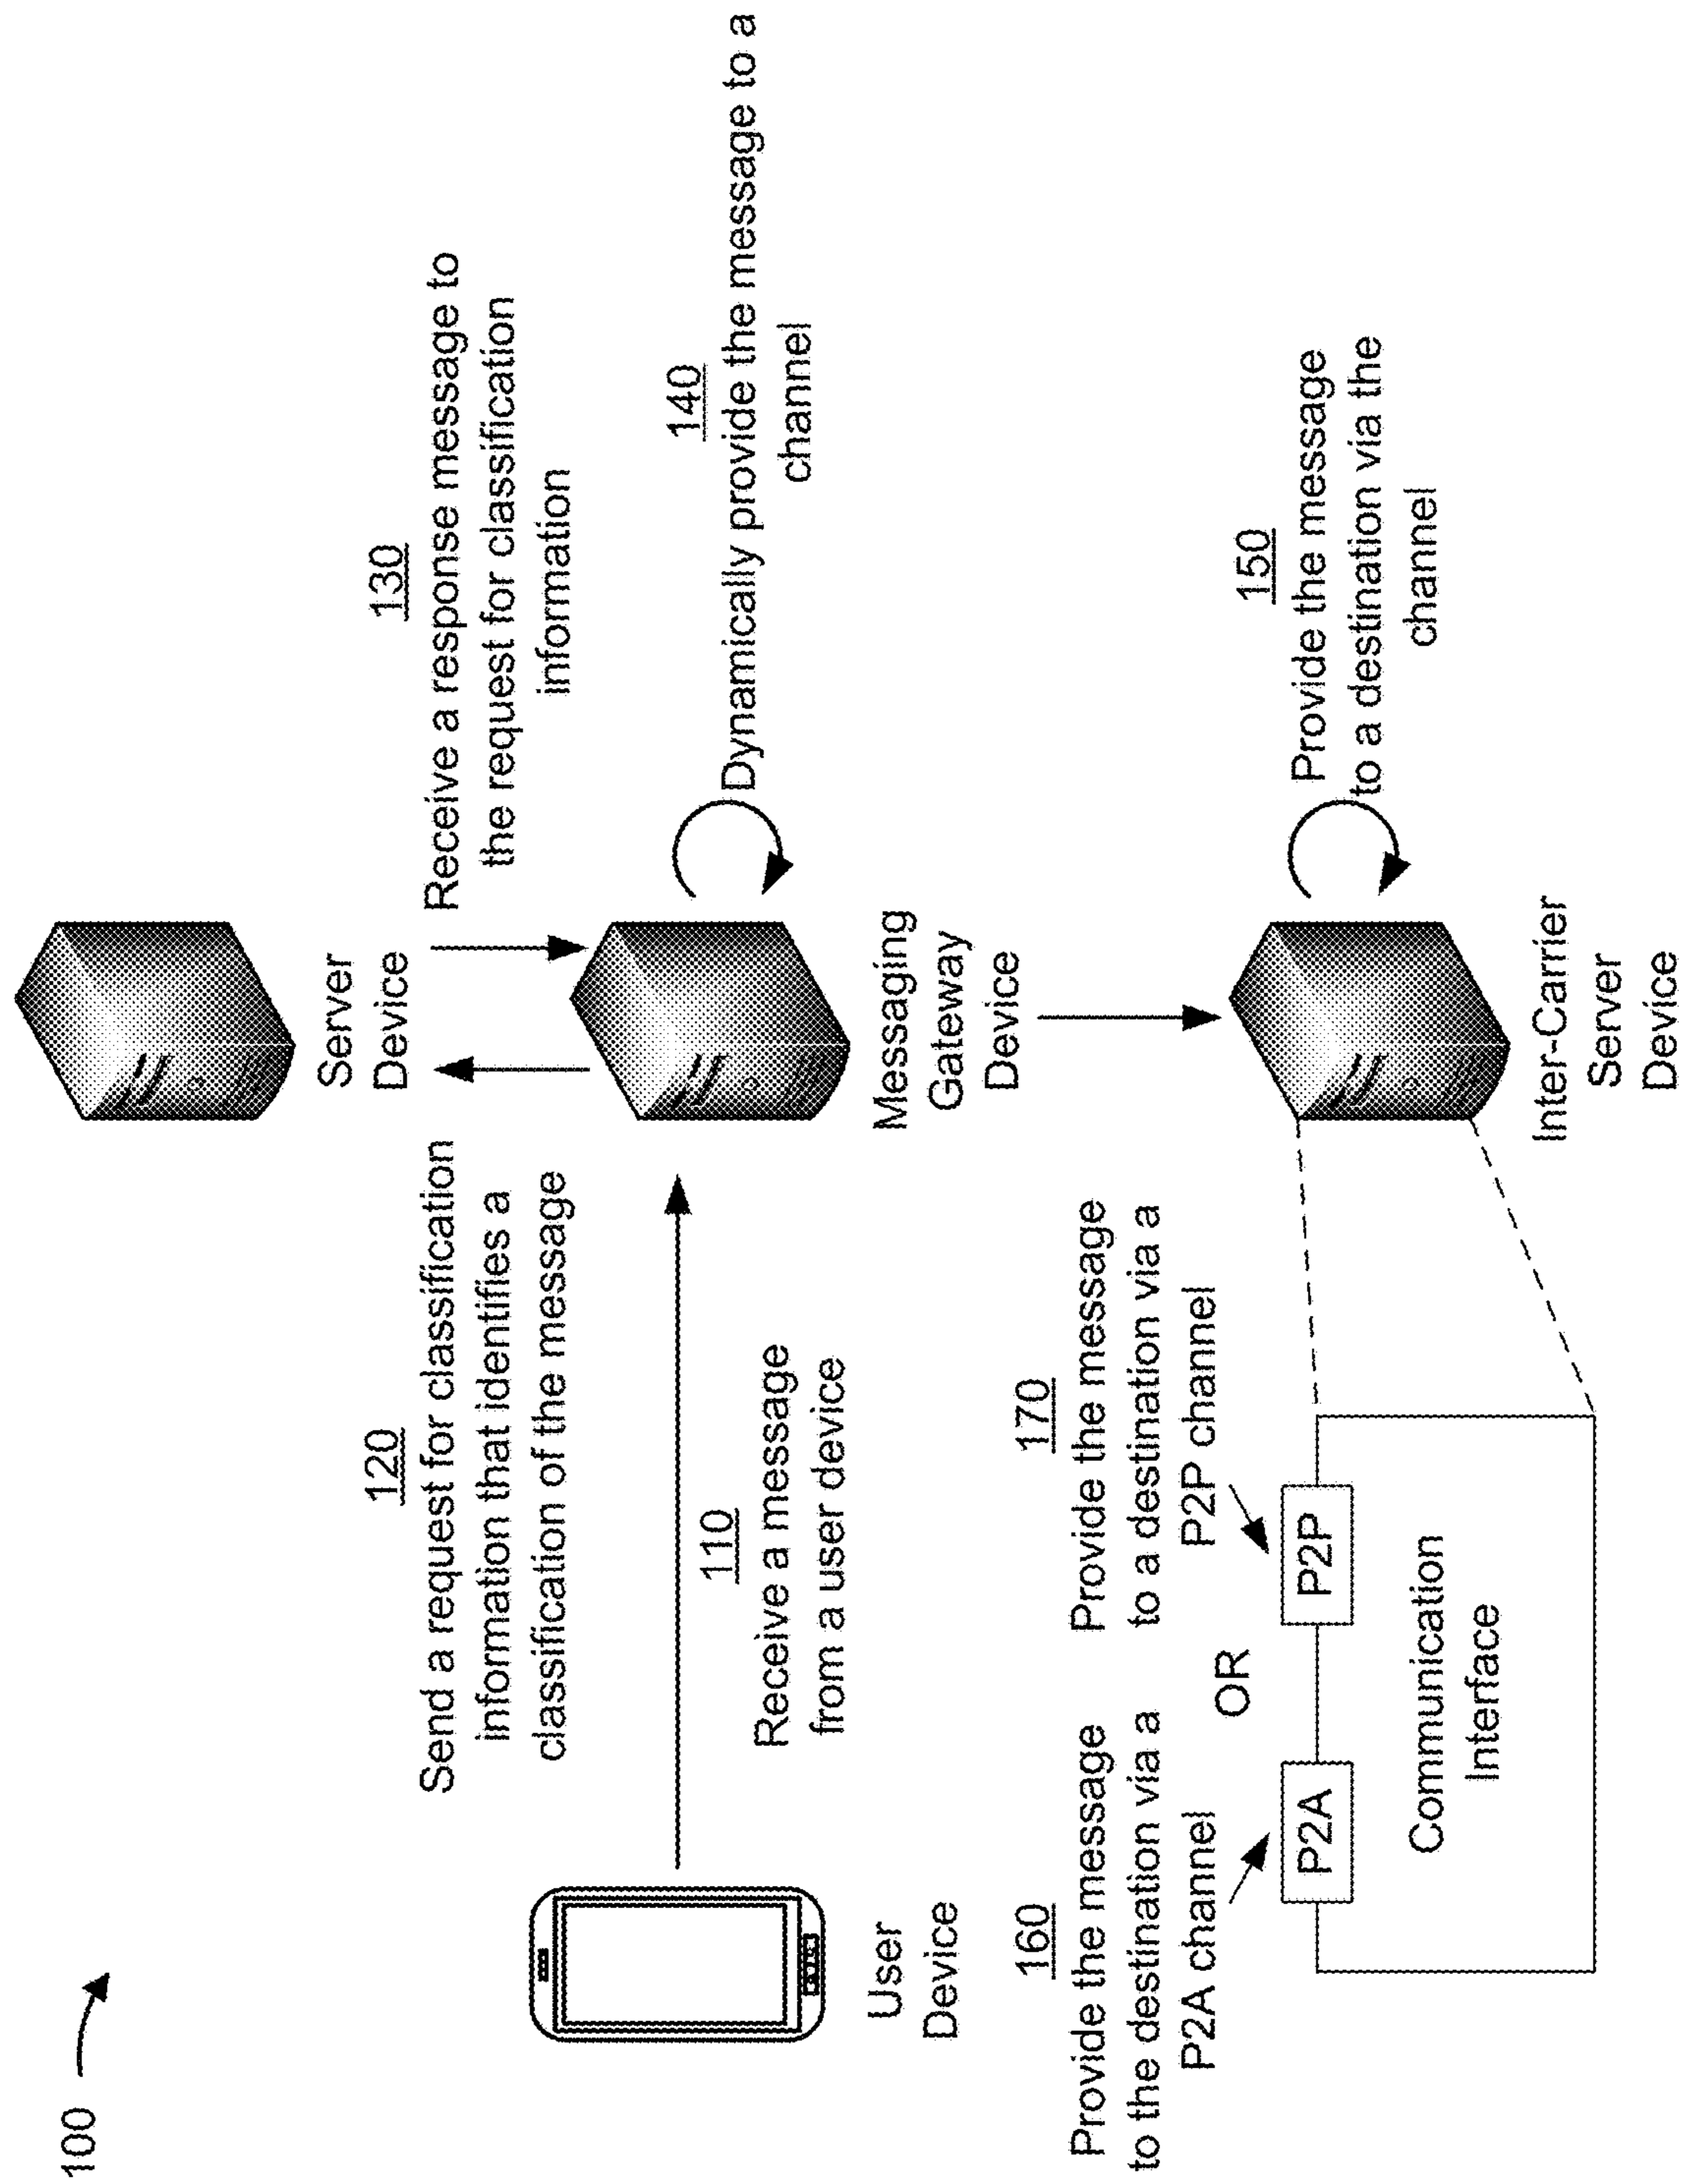 100
120
Send a request for classification
information that identifies a
classification of the message
Server
Device
130
Receive a response message to
the request for classification
information
110
Receive a message
from a user device
User
Device
Messaging
Gateway
Device
140
Dynamically provide the message to a
channel
160
Provide the message
to the destination via a
P2A channel
170
Provide the message
to a destination via a
P2P channel
OR
P2A
P2P
Communication
Interface
Inter-Carrier
Server
Device
150
Provide the message
to a destination via the
channel